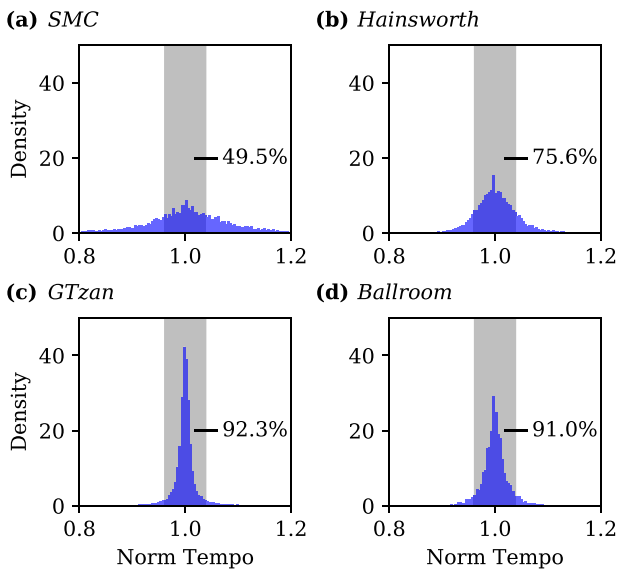 (a) SMC
(b) Hainsworth
Density
40
20
0
49.5%
0.8 1.0 1.2
40
20
0
75.6%
0.8 1.0 1.2
(c) GTzan
(d) Ballroom
Density
40
20
0
92.3%
0.8 1.0 1.2
Norm Tempo
40
20
0
91.0%
0.8 1.0 1.2
Norm Tempo